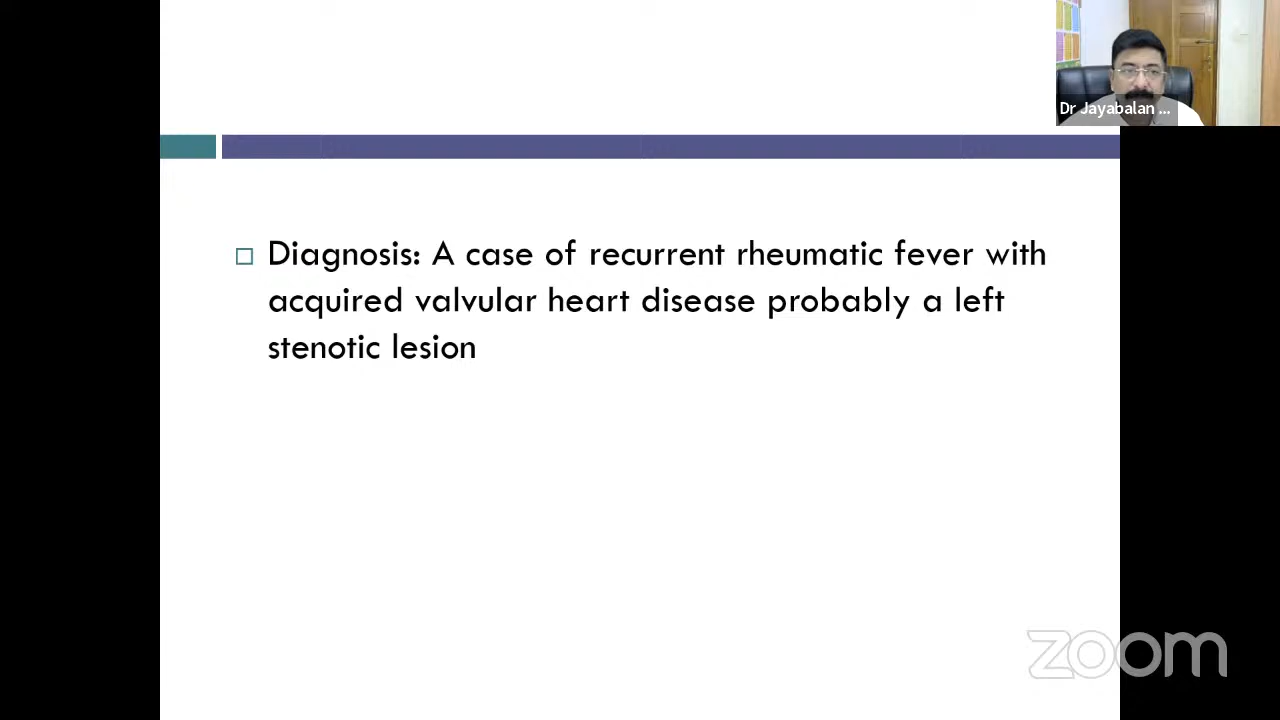 Dr Jayabalan ...
Diagnosis: A case of recurrent rheumatic fever with
acquired valvular heart disease probably a left
stenotic lesion
zoom